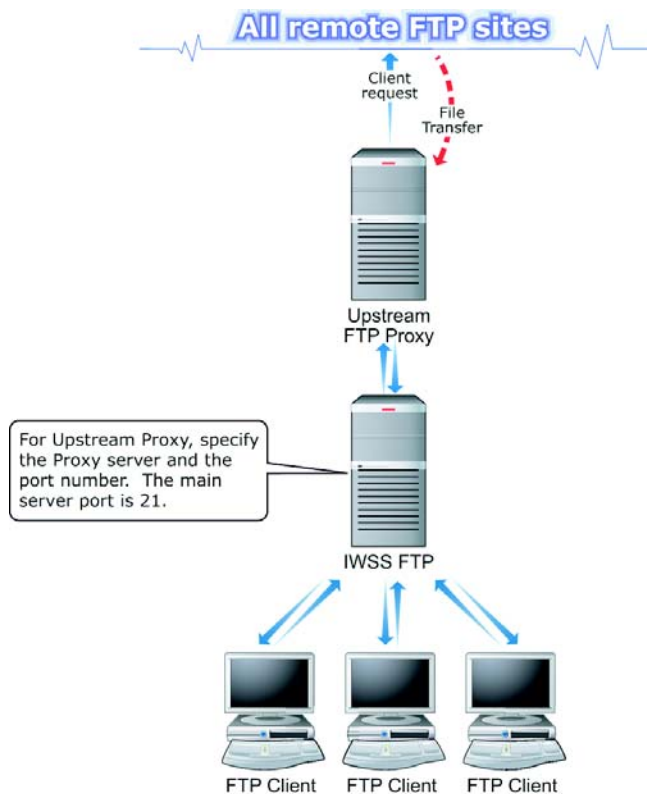 All remote FTP sites
Client
request
File
Transfer
Upstream
FTP Proxy
For Upstream Proxy, specify
the Proxy server and the
port number. The main
server port is 21.
IWSS FTP
FTP Client
FTP Client
FTP Client